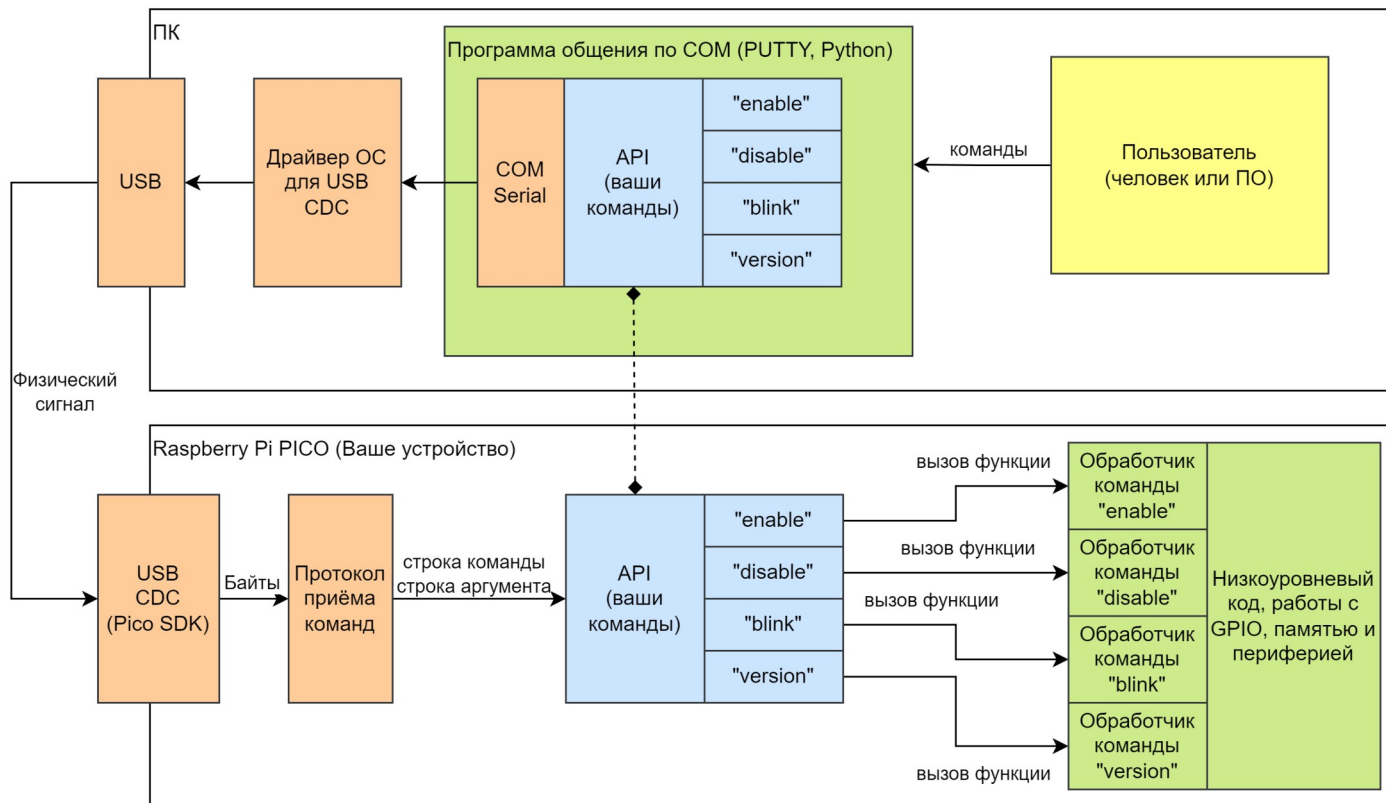 ПК
Программа общения по COM (PUTTY, Python)
USB
Драйвер ОС
для USB
CDC
COM
Serial
API
(ваши
команды)
"enable"
"disable"
"blink"
"version"
команды
Пользователь
(человек или ПО)
Физический
сигнал
Raspberry Pi PICO (Ваше устройство)
USB
CDC
(Pico SDK)
Байты
Протокол
приёма
команд
строка команды
строка аргумента
API
(ваши
команды)
"enable"
"disable"
"blink"
"version"
вызов функции
вызов функции
вызов функции
вызов функции
Обработчик
команды
"enable"
Обработчик
команды
"disable"
Обработчик
команды
"blink"
Обработчик
команды
"version"
Низкоуровневый
код, работы с
GPIO, памятью и
периферией